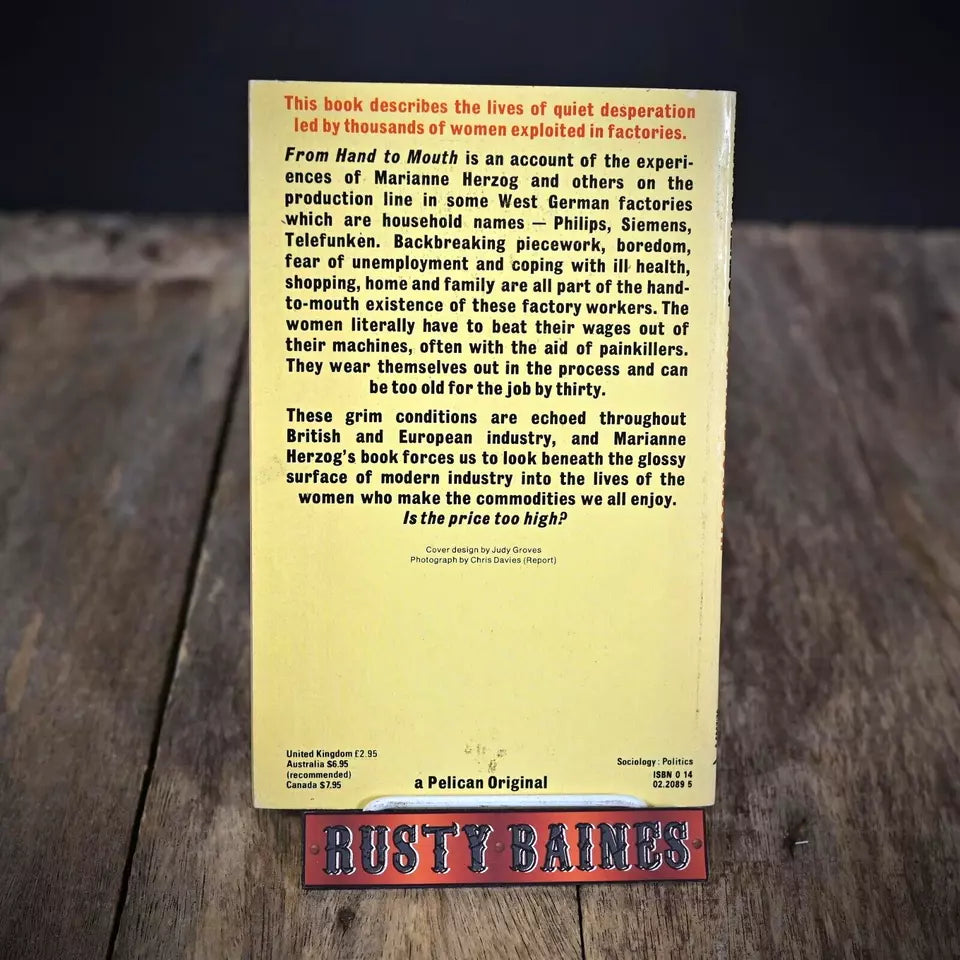 This book describes the lives of quiet desperation
led by thousands of women exploited in factories.
From Hand to Mouth is an account of the experi-
ences of Marianne Herzog and others on the
production line in some West German factories
which are household names — Philips, Siemens,
Telefunken. Backbreaking piecework, boredom,
fear of unemployment and coping with ill health,
shopping, home and family are all part of the hand-
to-mouth existence of these factory workers. The
women literally have to beat their wages out of
their machines, often with the aid of painkillers.
They wear themselves out in the process and can
be too old for the job by thirty.
These grim conditions are echoed throughout
British and European industry, and Marianne
Herzog's book forces us to look beneath the glossy
surface of modern industry into the lives of the
women who make the commodities we all enjoy.
Is the price too high?
Cover design by Judy Groves
Photograph by Chris Davies (Report)
United Kingdom £2.95
Australia $6.95
(recommended)
Canada $7.95
a Pelican Original
Sociology : Politics
ISBN 0 14
02.2089 5
RUSTY BAINES